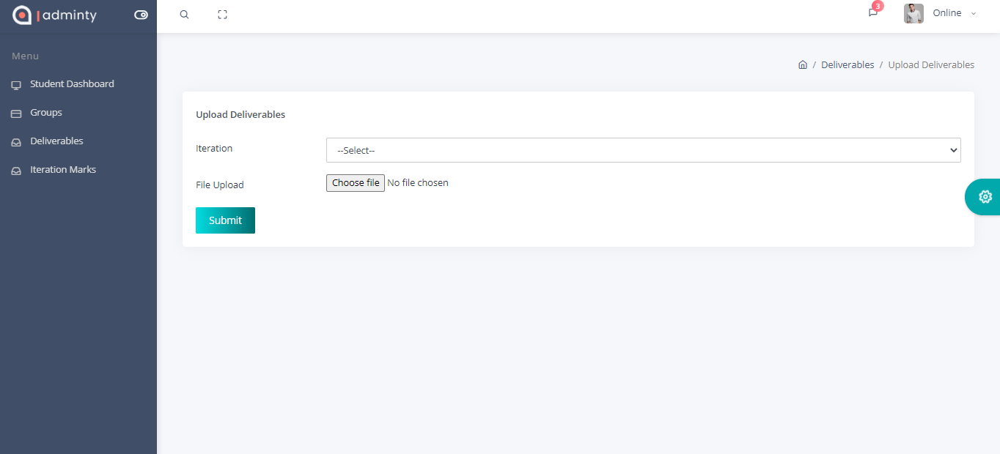 adminty
3
Online
Menu
Student Dashboard
Groups
Deliverables
Iteration Marks
/ Deliverables / Upload Deliverables
Upload Deliverables
Iteration
--Select--
File Upload
Choose file No file chosen
Submit